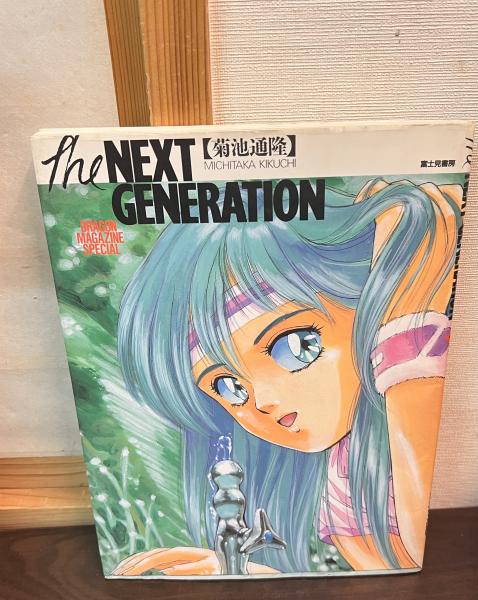 The NEXT
GENERATION
【菊池通隆】
MICHITAKA KIKUCHI
富士見書房
DRAGON
MAGAZINE
SPECIAL